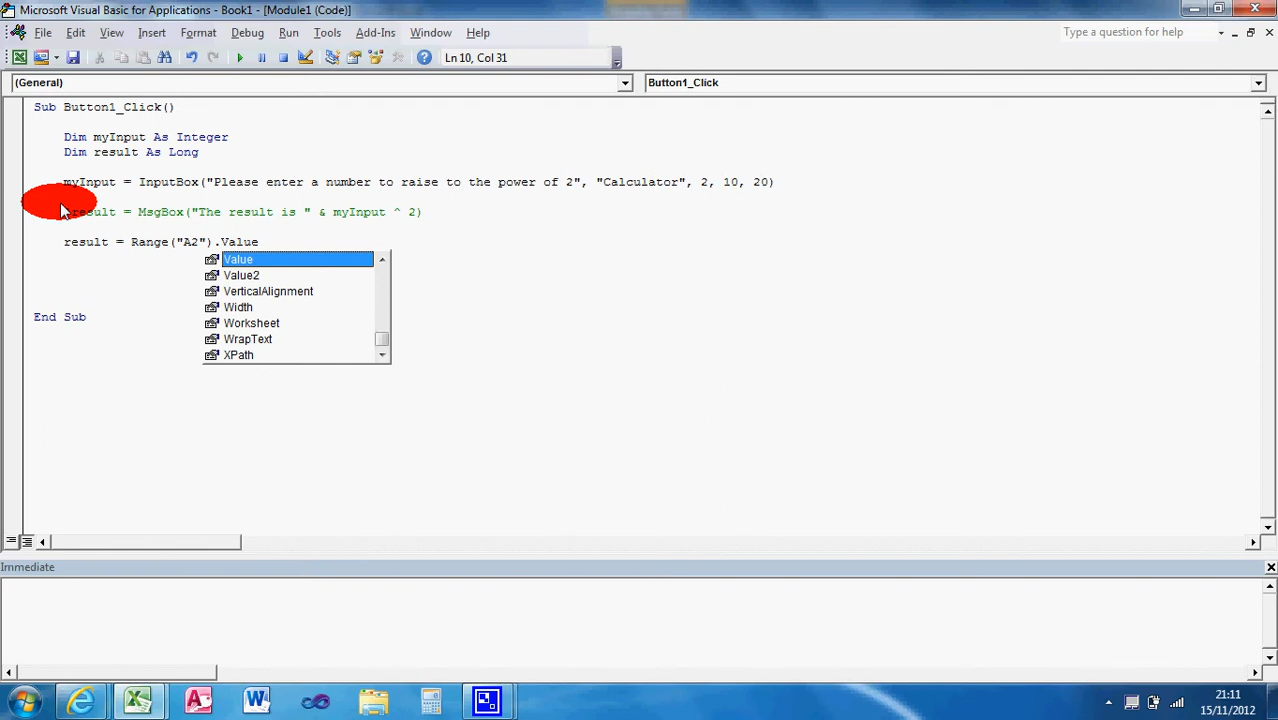 Microsoft Visual Basic for Applications - Book1 - [Module1 (Code)]
File Edit View Insert Format Debug Run Tools Add-Ins Window Help
Type a question for help
Ln 10, Col 31
(General)
Button1_Click
Sub Button1_Click()
Dim myInput As Integer
Dim result As Long
myInput = InputBox("Please enter a number to raise to the power of 2", "Calculator", 2, 10, 20)
result = MsgBox("The result is " & myInput ^ 2)
result = Range("A2").Value
Value
Value2
VerticalAlignment
Width
Worksheet
WrapText
XPath
End Sub
Immediate
21:11
15/11/2012